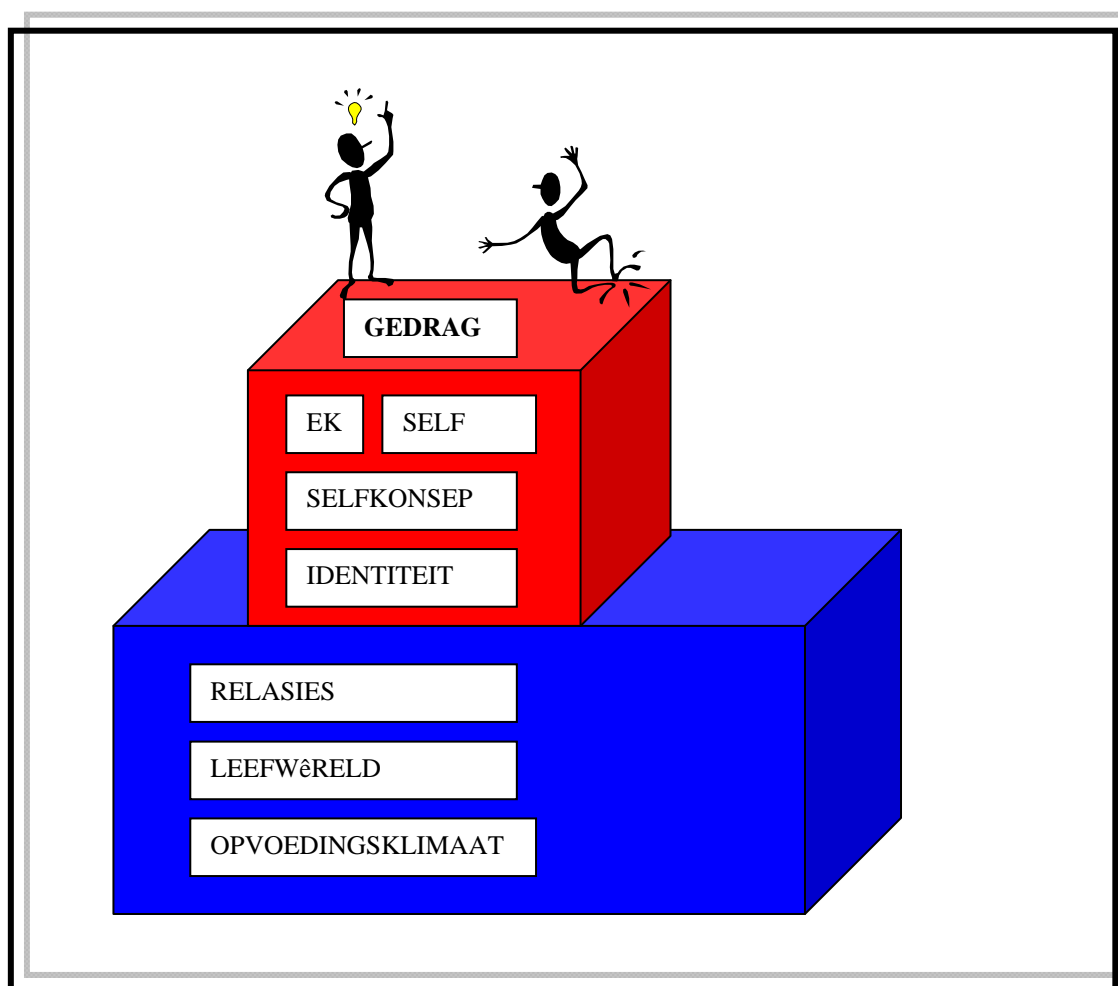 GEDRAG
EK SELF
SELFKONSEP
IDENTITEIT
RELASIES
LEEFWêRELD
OPVOEDINGSKLIMAAT